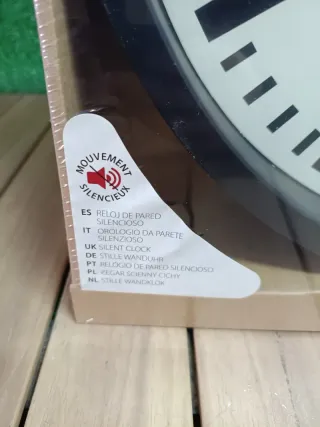 MOUVEMENT
SILENCIEUX
ES RELOJ DE PARED
SILENCIOSO
IT OROLOGIO DA PARETE
SILENZIOSO
UK SILENT CLOCK
DE STILLE WANDUHR
PT RELÓGIO DE PARED SILENCIOSO
PL ZEGAR ŚCIENNY CICHY
NL STILLE WANDKLOK